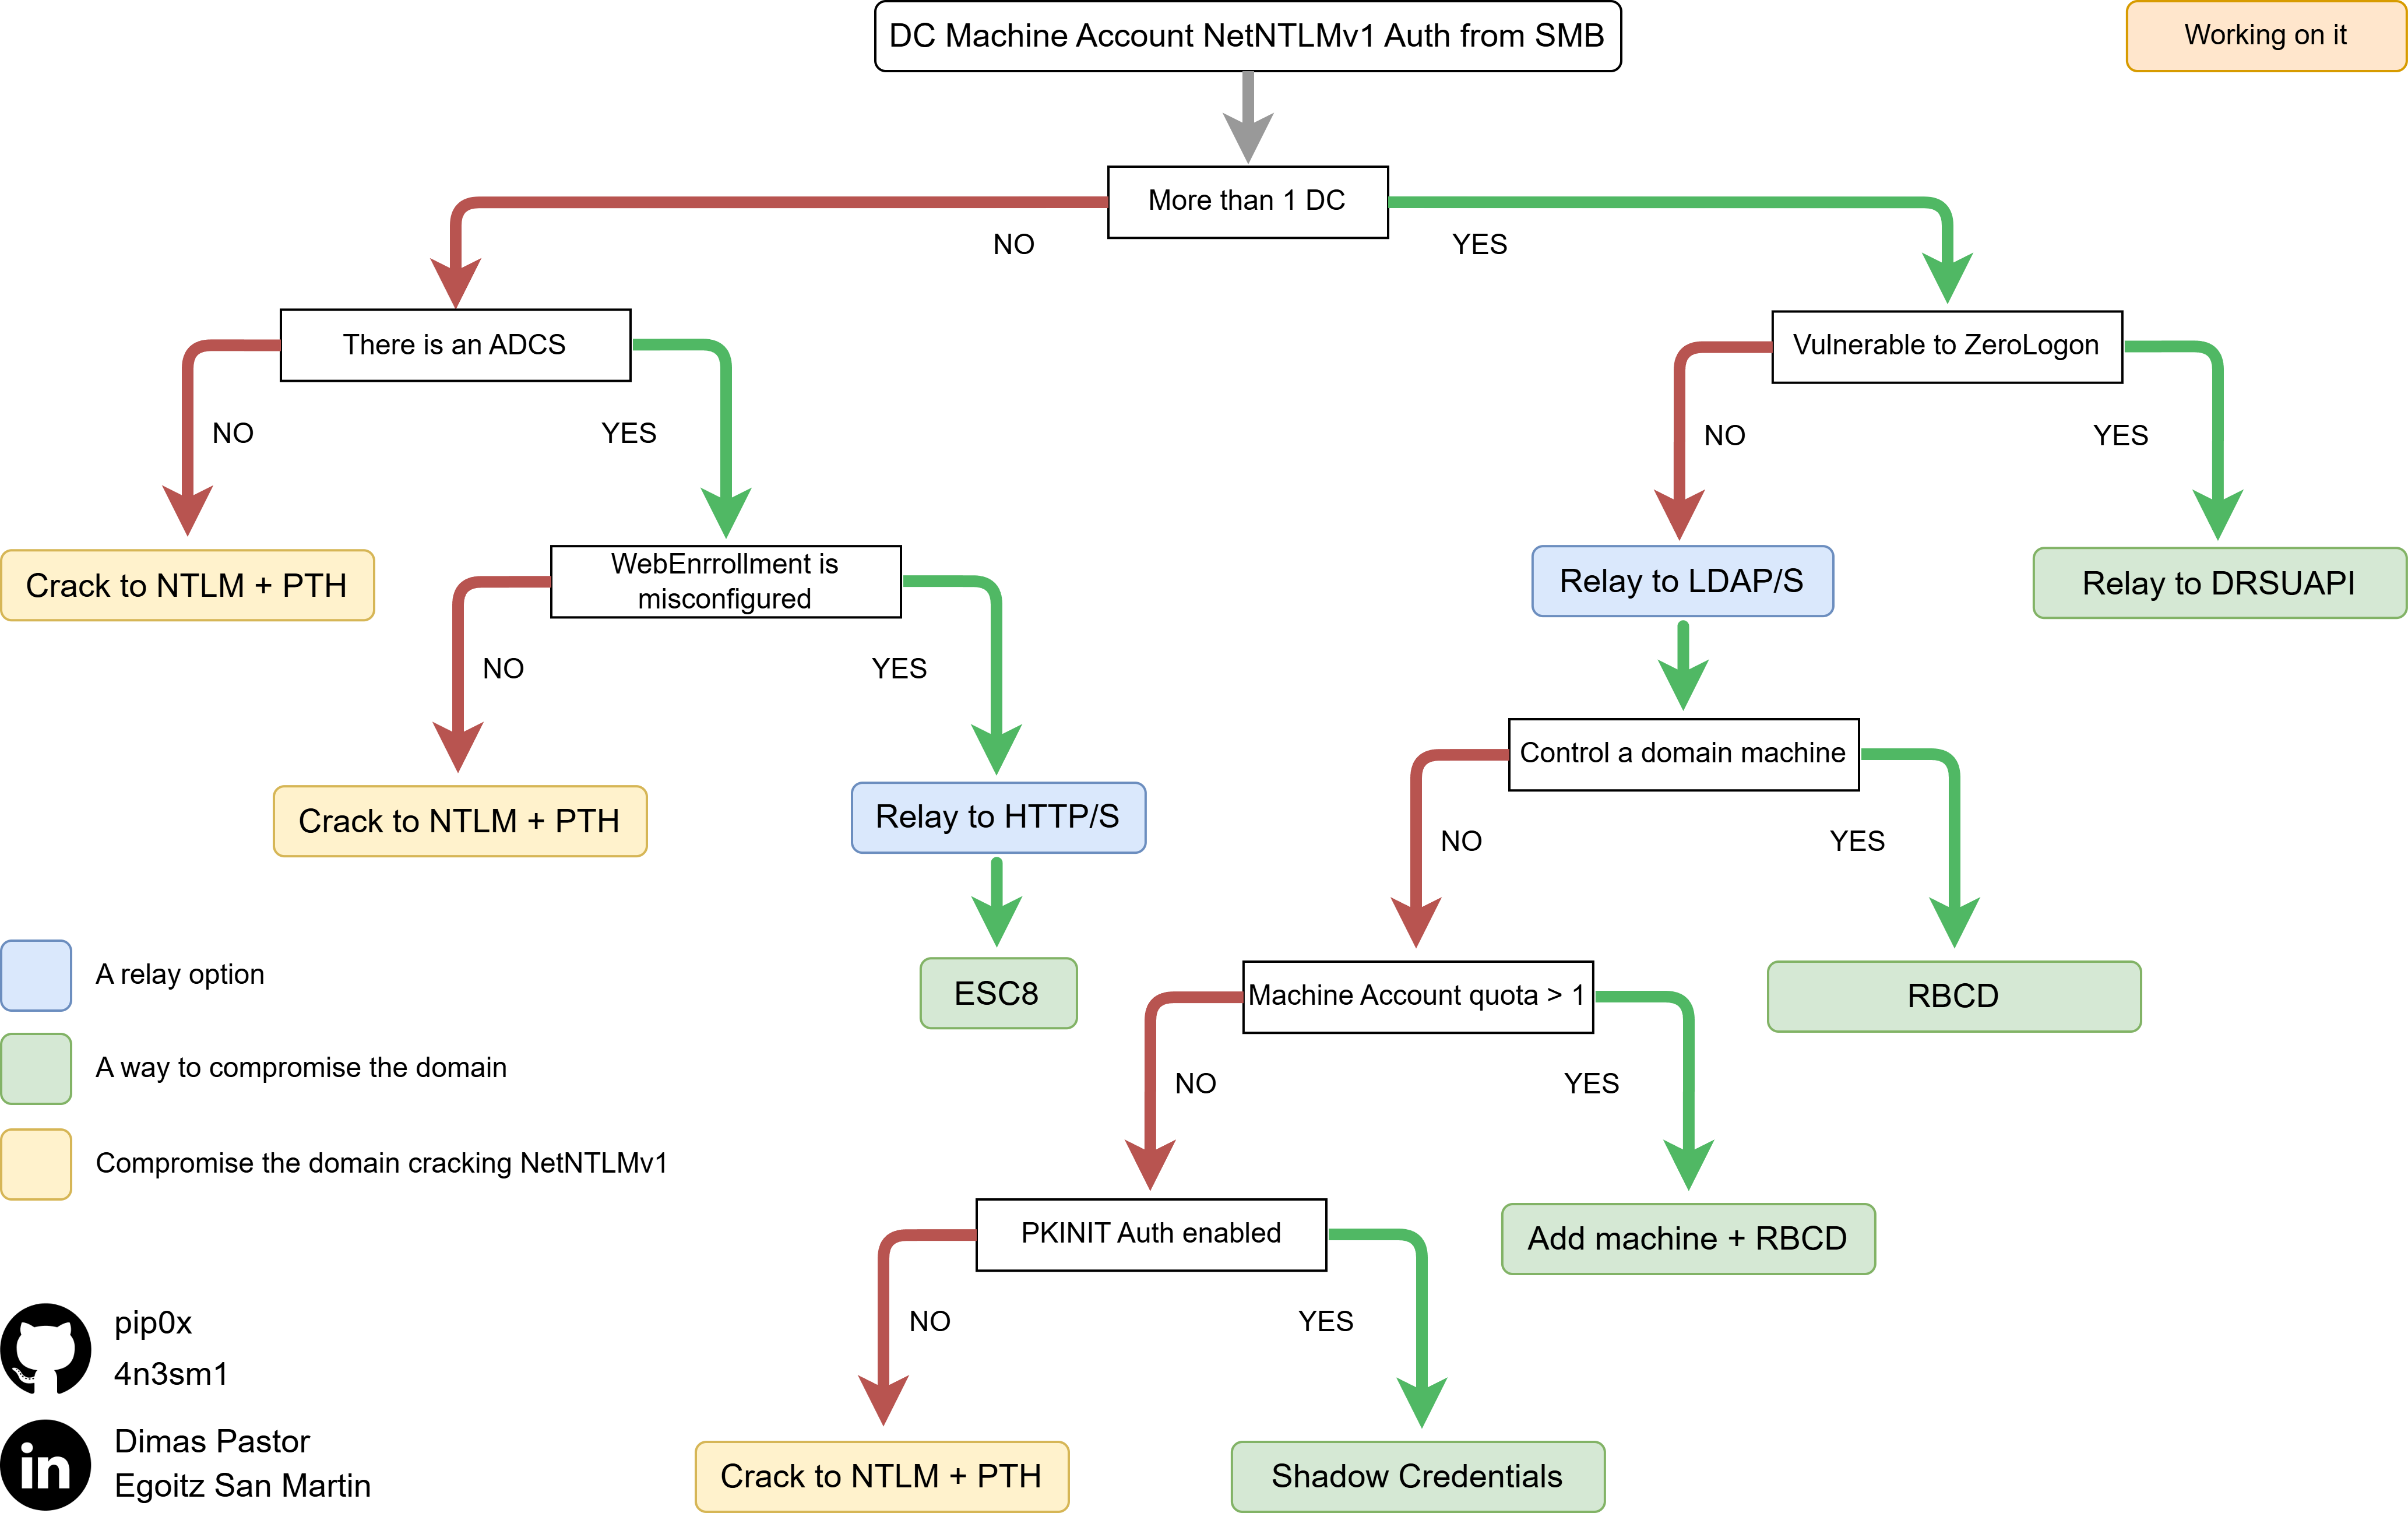 DC Machine Account NetNTLMv1 Auth from SMB
Working on it
More than 1 DC
NO
YES
There is an ADCS
Vulnerable to ZeroLogon
NO
YES
NO
YES
Crack to NTLM + PTH
WebEnrrollment is
misconfigured
Relay to LDAP/S
Relay to DRSUAPI
NO
YES
Control a domain machine
Crack to NTLM + PTH
Relay to HTTP/S
NO
YES
A relay option
ESC8
Machine Account quota > 1
RBCD
A way to compromise the domain
NO
YES
Compromise the domain cracking NetNTLMv1
PKINIT Auth enabled
Add machine + RBCD
NO
YES
pip0x
4n3sm1
in
Dimas Pastor
Egoitz San Martin
Crack to NTLM + PTH
Shadow Credentials